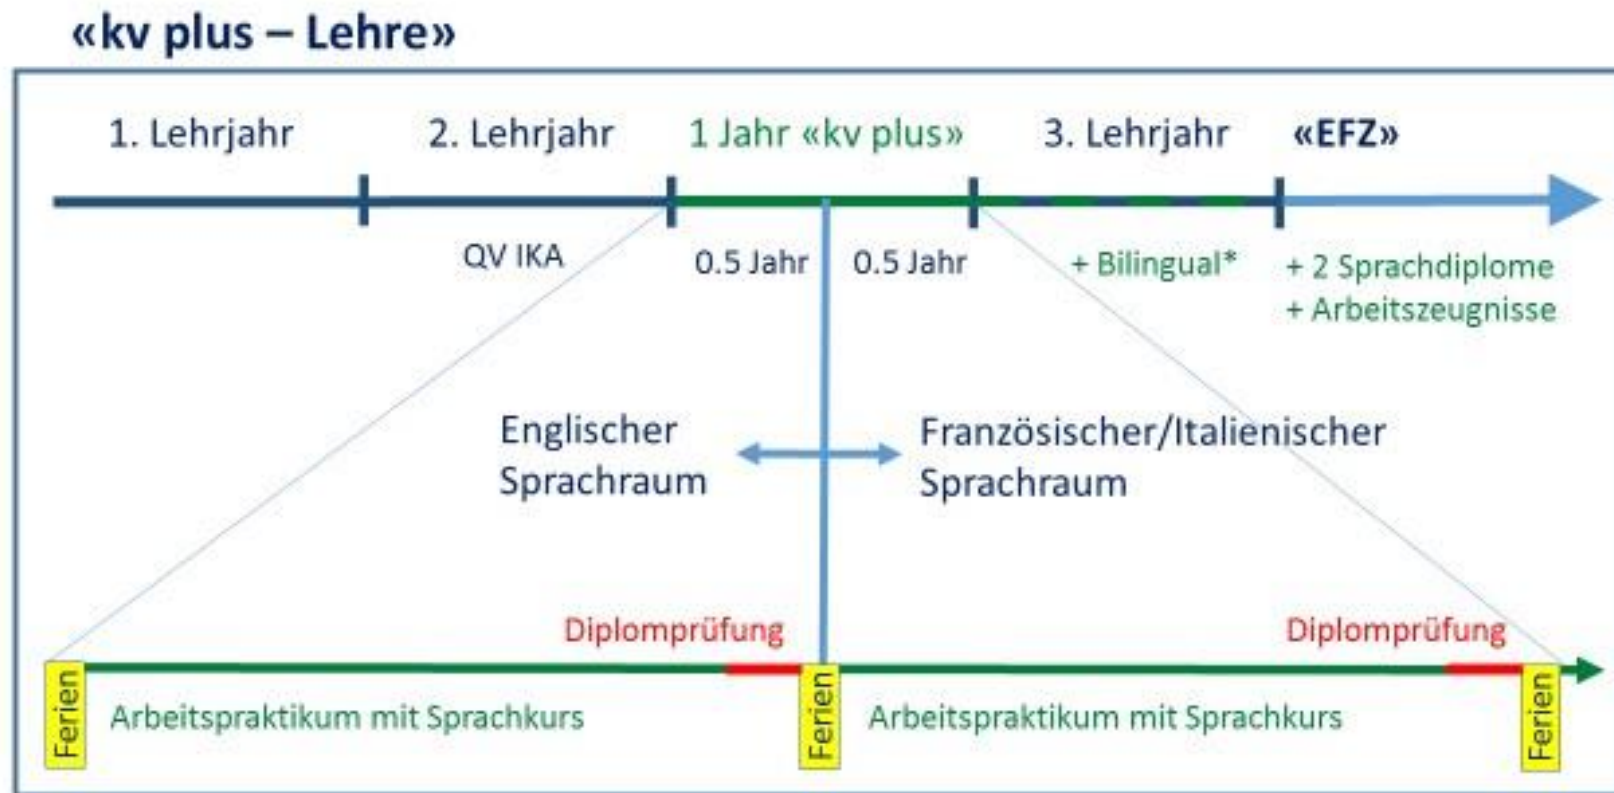 «kv plus – Lehre»
1. Lehrjahr
2. Lehrjahr
1 Jahr «kv plus»
3. Lehrjahr
«EFZ»
QV IKA
0.5 Jahr
0.5 Jahr
+ Bilingual*
+ 2 Sprachdiplome
+ Arbeitszeugnisse
Englischer
Sprachraum
Französischer/Italienischer
Sprachraum
Diplomprüfung
Diplomprüfung
Ferien
Arbeitspraktikum mit Sprachkurs
Ferien
Arbeitspraktikum mit Sprachkurs
Ferien